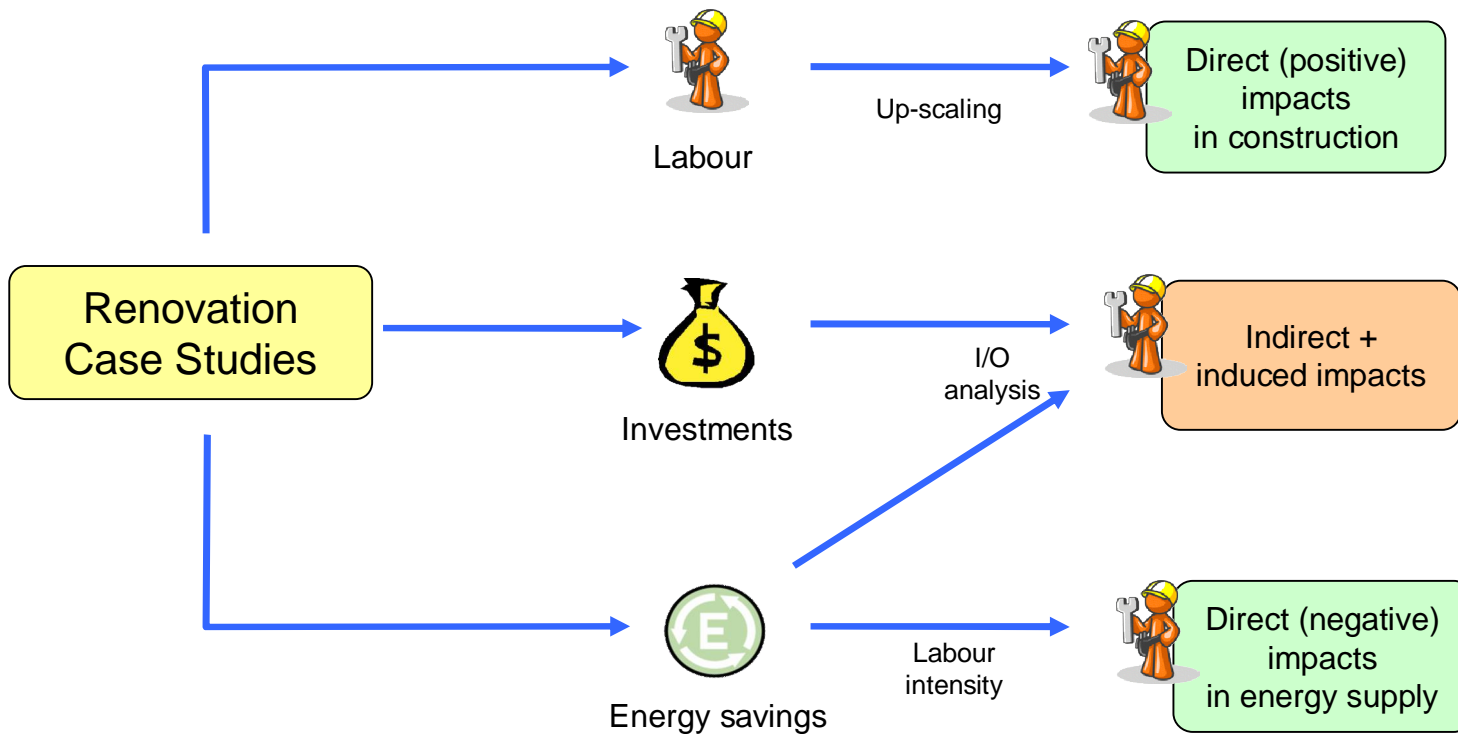 Labour
Up-scaling
Direct (positive)
impacts
in construction
Renovation
Case Studies
$
Investments
I/O
analysis
Indirect +
induced impacts
E
Energy savings
Labour
intensity
Direct (negative)
impacts
in energy supply